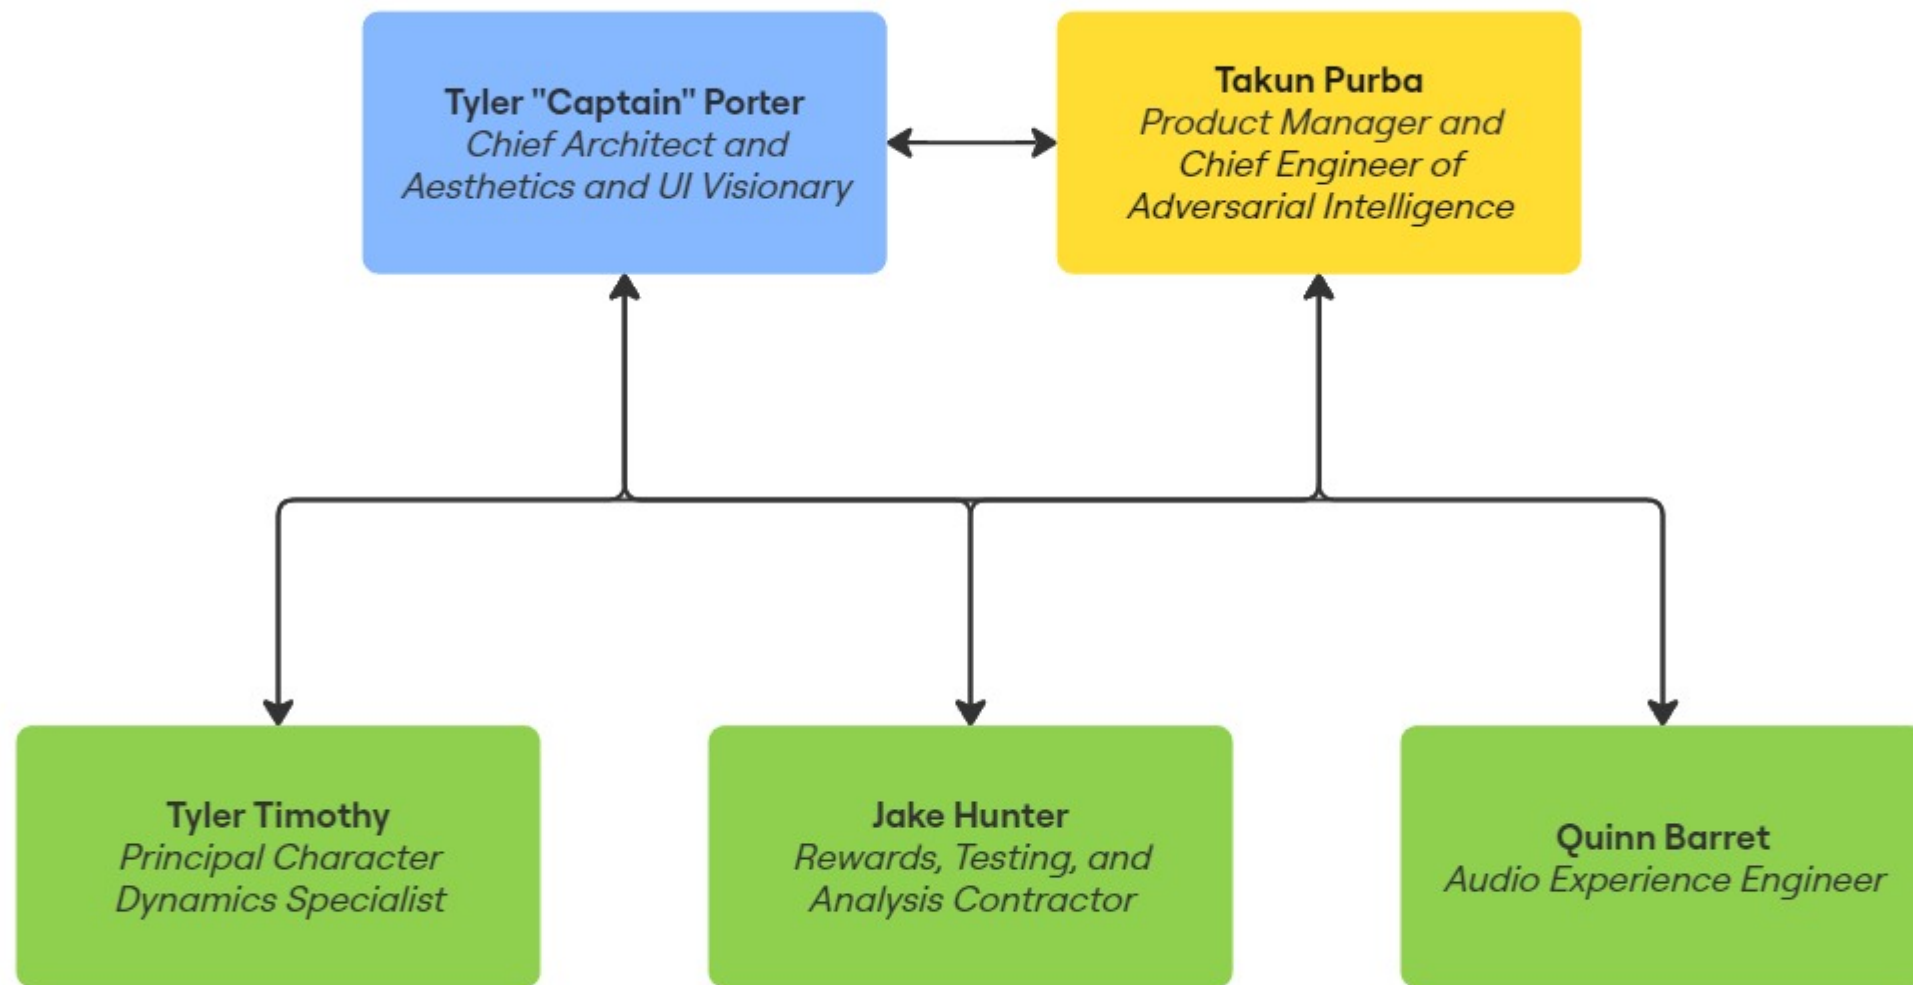 Tyler "Captain" Porter
Chief Architect and
Aesthetics and UI Visionary
Takun Purba
Product Manager and
Chief Engineer of
Adversarial Intelligence
Tyler Timothy
Principal Character
Dynamics Specialist
Jake Hunter
Rewards, Testing, and
Analysis Contractor
Quinn Barret
Audio Experience Engineer